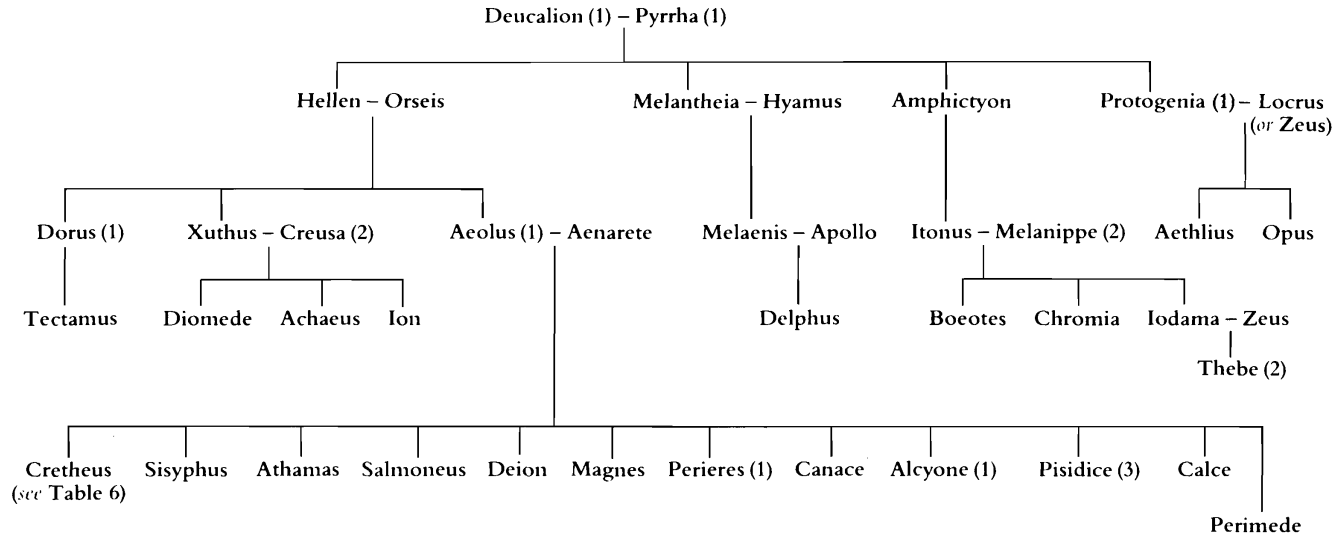 Deucalion (1) – Pyrrha (1)
Hellen – Orseis Melantheia – Hyamus Amphictyon Protogenia (1) – Locrus
(or Zeus)
Dorus (1) Xuthus – Creusa (2) Aeolus (1) – Aenarete Melaenis – Apollo Itonus – Melanippe (2) Aethlius Opus
Tectamus Diomede Achaeus Ion Delphus Boeotes Chromia Iodama – Zeus
Thebe (2)
Cretheus Sisyphus Athamas Salmoneus Deion Magnes Perieres (1) Canace Alcyone (1) Pisidice (3) Calce
(see Table 6)
Perimede